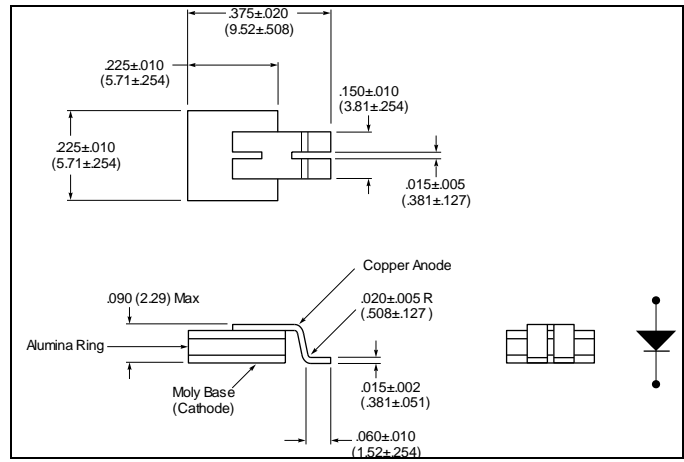 .375±.020
(9.52±.508)
.225±.010
(5.71±.254)
.150±.010
(3.81±.254)
.225±.010
(5.71±.254)
.015±.005
(.381±.127)
Copper Anode
.090 (2.29) Max
.020±.005 R
(.508±.127 )
Alumina Ring
Moly Base
(Cathode)
.015±.002
(.381±.051)
.060±.010
(1.52±.254)